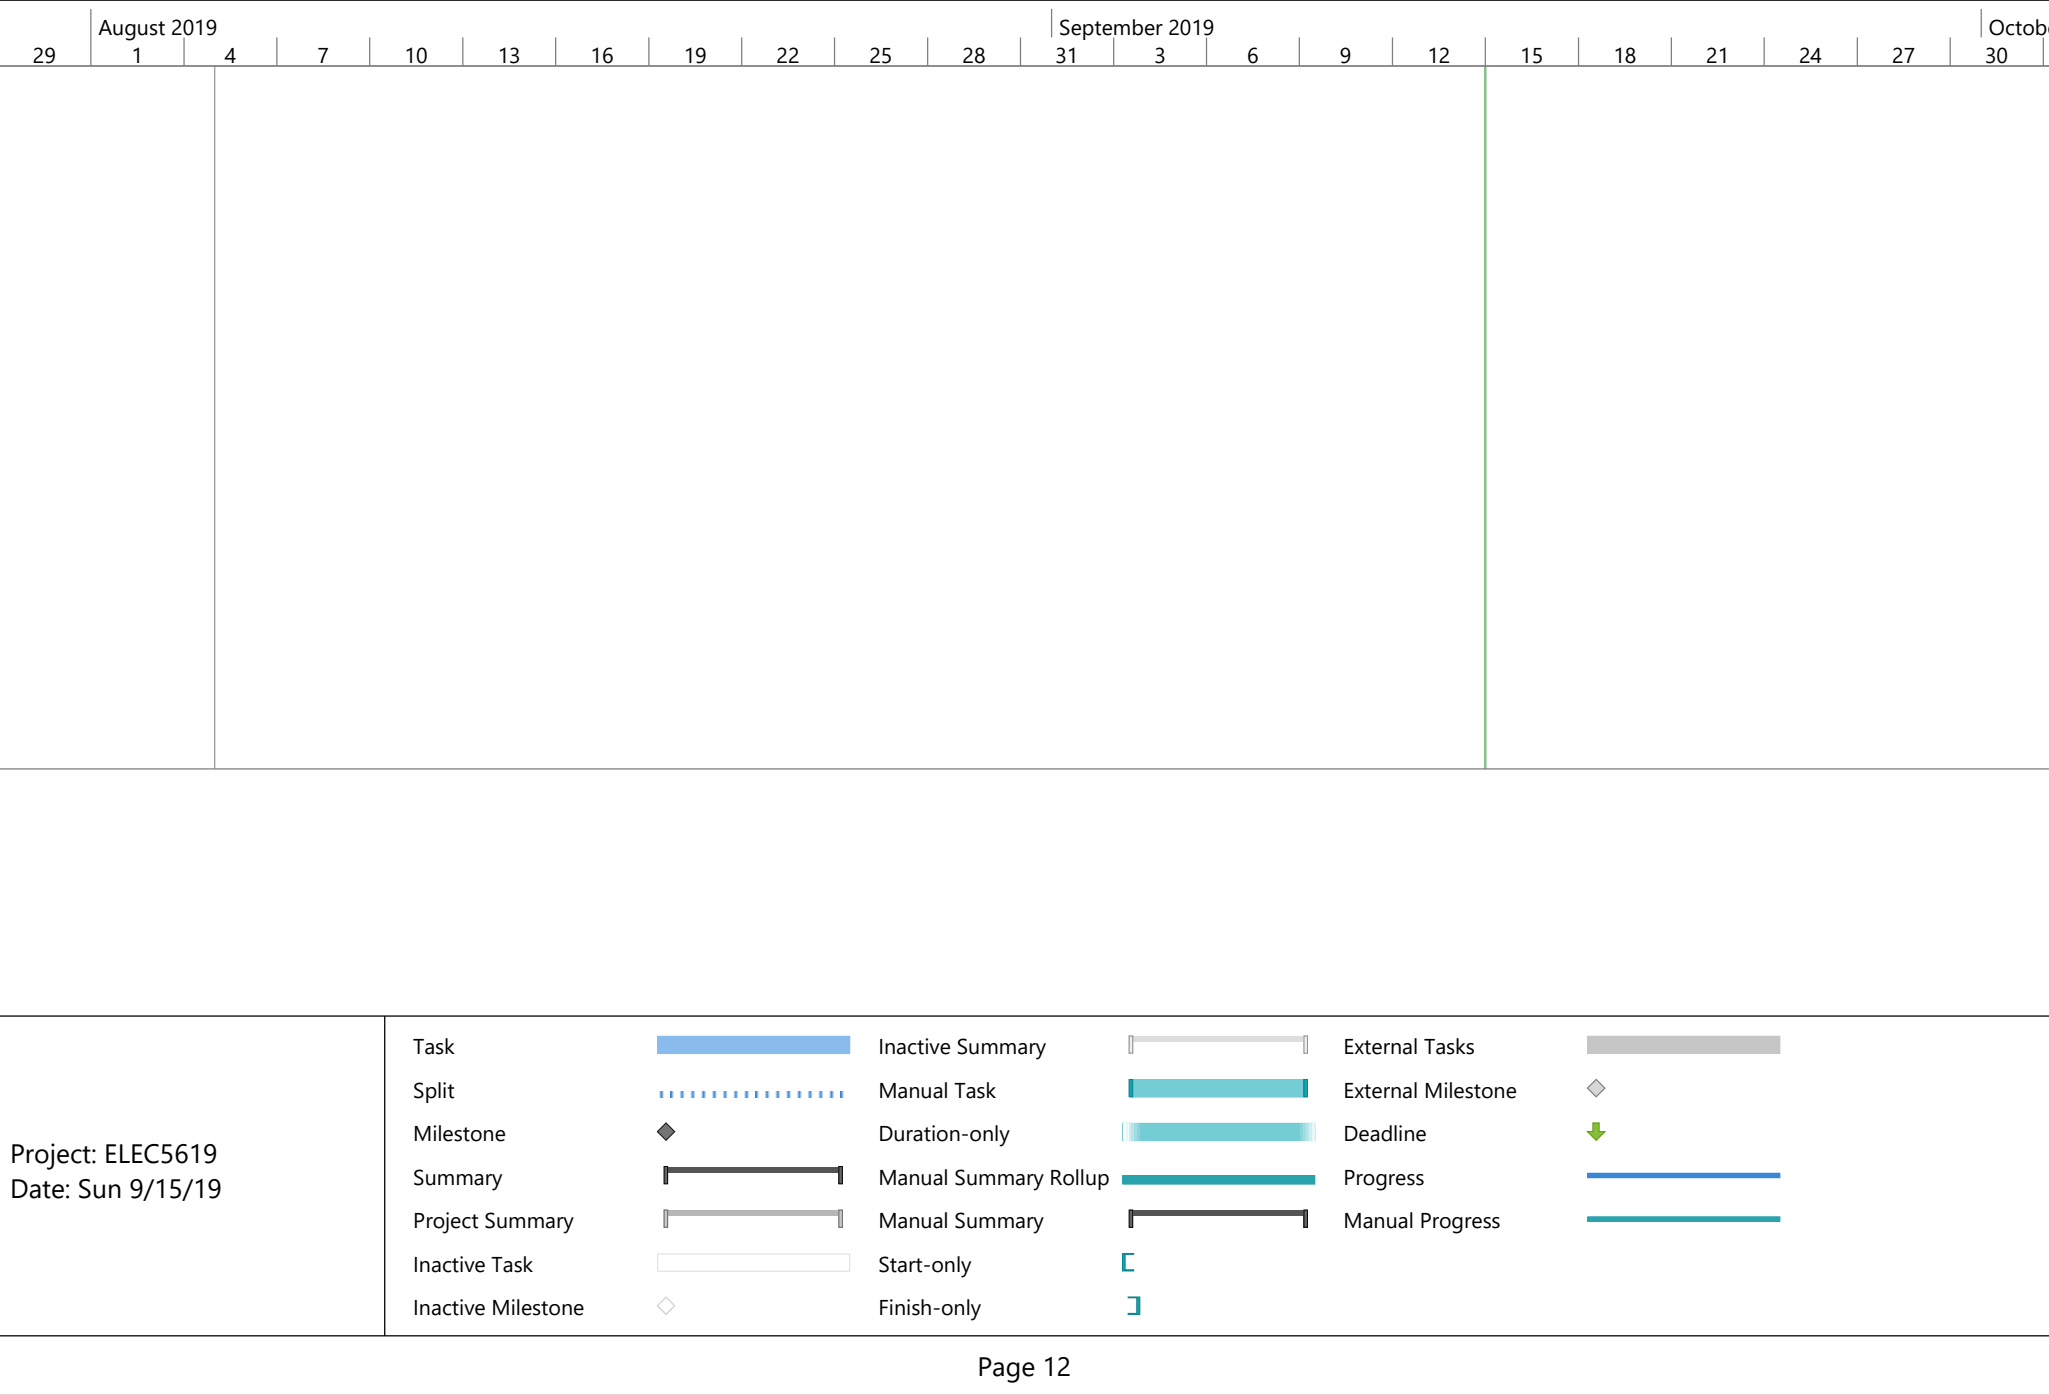 August 2019 September 2019 Octob
29 1 4 7 10 13 16 19 22 25 28 31 3 6 9 12 15 18 21 24 27 30
Task Inactive Summary External Tasks
Split Manual Task External Milestone
Milestone Duration-only Deadline
Summary Manual Summary Rollup Progress
Project Summary Manual Summary Manual Progress
Inactive Task Start-only
Inactive Milestone Finish-only
Project: ELEC5619
Date: Sun 9/15/19
Page 12